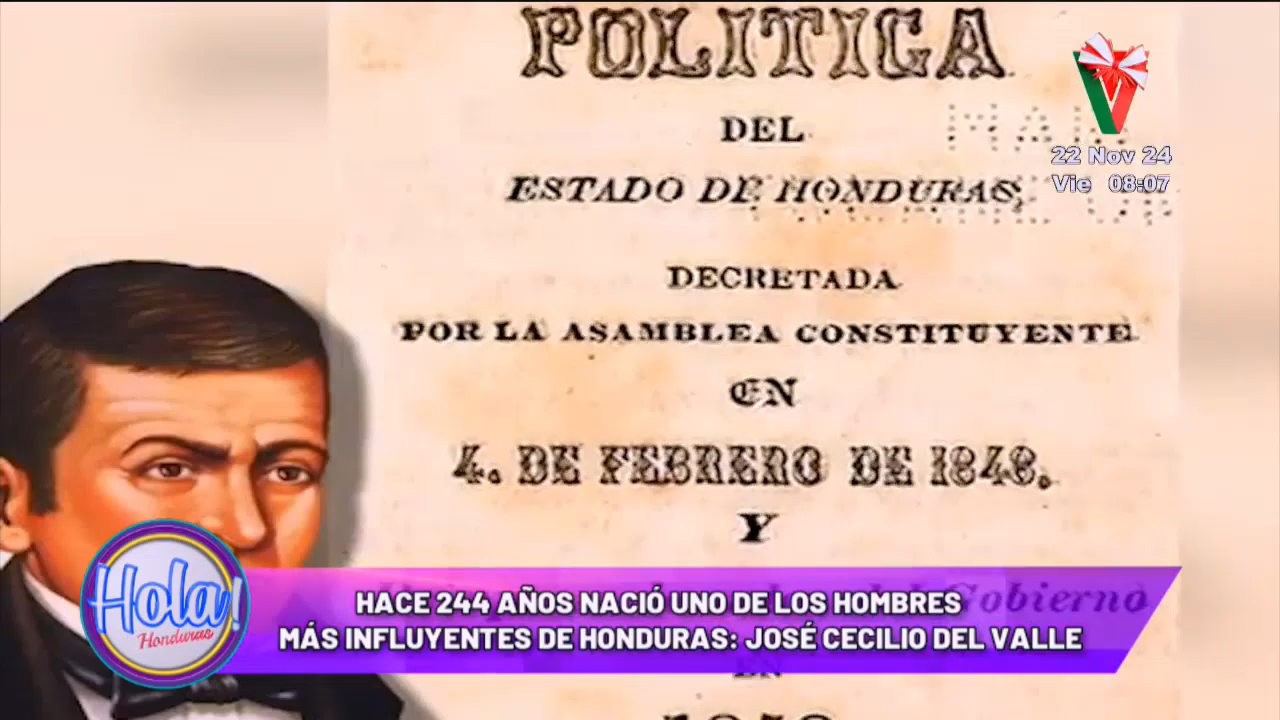 POLITICA
DEL
ESTADO DE HONDURAS,
DECRETADA
POR LA ASAMBLEA CONSTITUYENTE
EN
4. DE FEBRERO DE 1848.
Y
Gobierno
EN
V
22 Nov 24
Vie 08:07
Hola!
Honduras
HACE 244 AÑOS NACIÓ UNO DE LOS HOMBRES
MÁS INFLUYENTES DE HONDURAS: JOSÉ CECILIO DEL VALLE